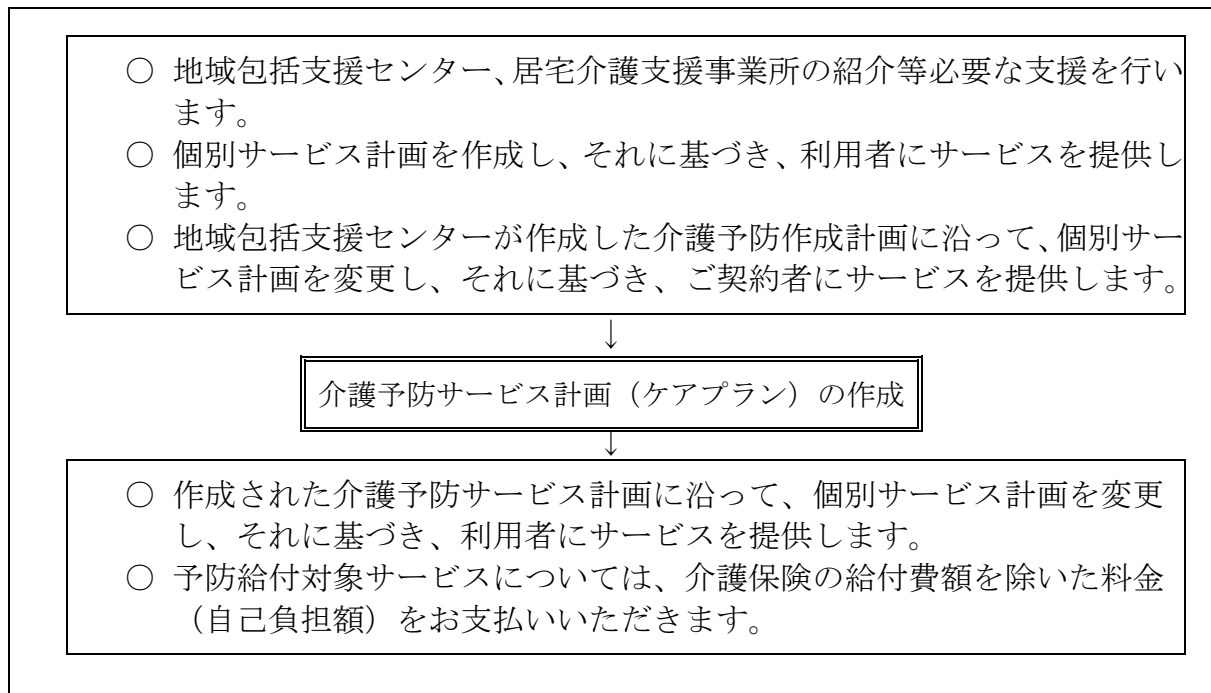 ○ 地域包括支援センター、居宅介護支援事業所の紹介等必要な支援を行い
ます。
○ 個別サービス計画を作成し、それに基づき、利用者にサービスを提供し
ます。
○ 地域包括支援センターが作成した介護予防作成計画に沿って、個別サー
ビス計画を変更し、それに基づき、ご契約者にサービスを提供します。
↓
介護予防サービス計画（ケアプラン）の作成
↓
○ 作成された介護予防サービス計画に沿って、個別サービス計画を変更
し、それに基づき、利用者にサービスを提供します。
○ 予防給付対象サービスについては、介護保険の給付費額を除いた料金
（自己負担額）をお支払いいただきます。